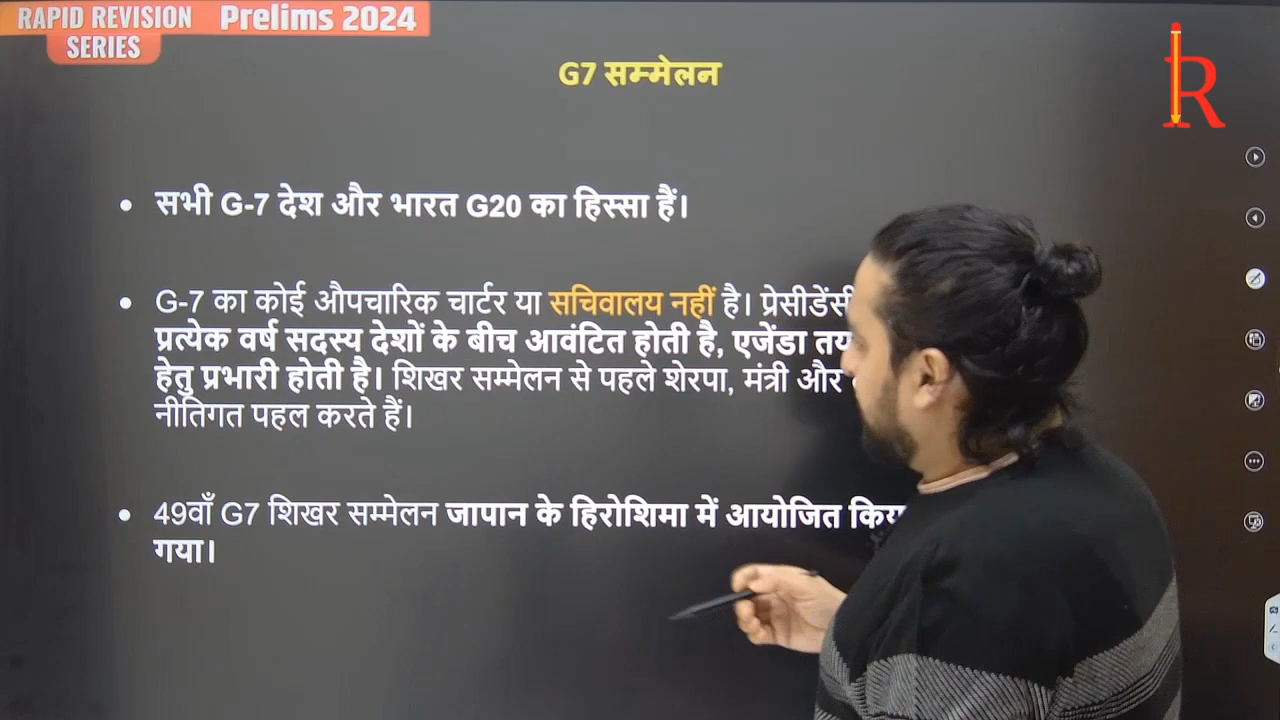 RAPID REVISION Prelims 2024
SERIES
R
G7 सम्मेलन
• सभी G-7 देश और भारत G20 का हिस्सा हैं।
• G-7 का कोई औपचारिक चार्टर या सचिवालय नहीं है।
प्रत्येक वर्ष सदस्य देशों के बीच आवंटित होती है, एजेंडा
हेतु प्रभारी होती है। शिखर सम्मेलन से पहले शेरपा, मंत्री और
नीतिगत पहल करते हैं।
• 49वाँ G7 शिखर सम्मेलन जापान के हिरोशिमा में आयोजित
गया।